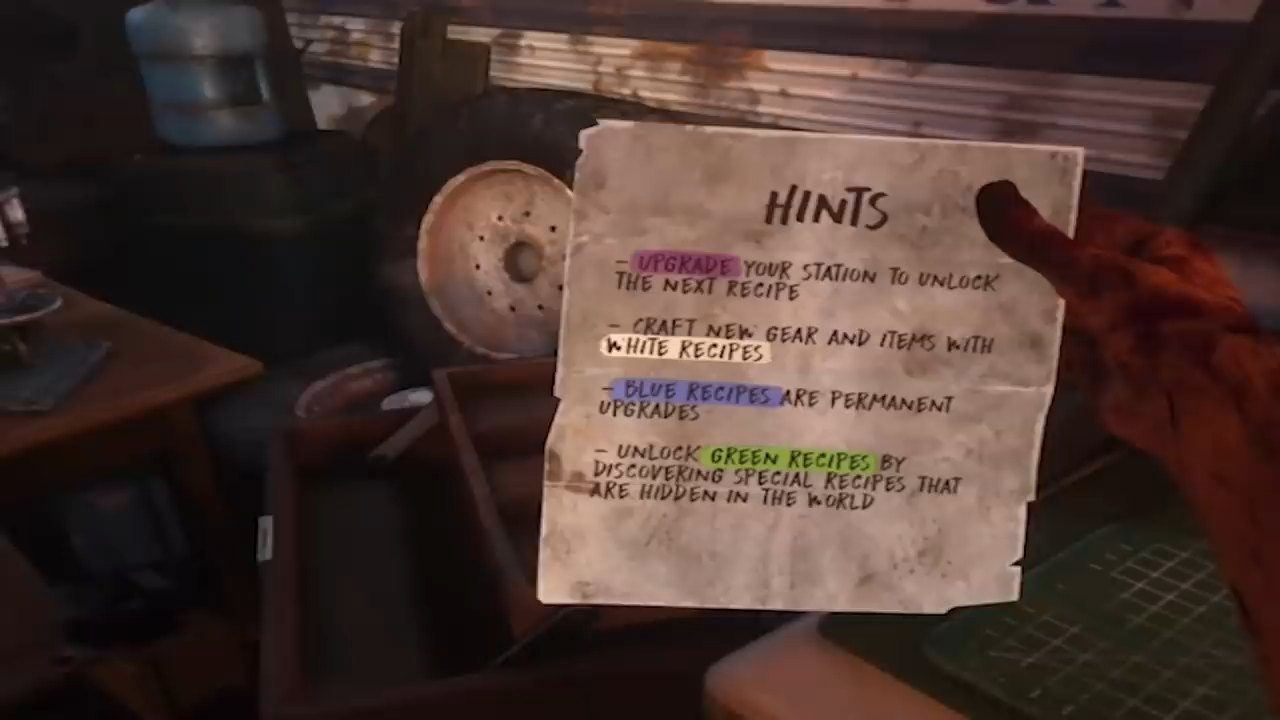 HINTS
- UPGRADE YOUR STATION TO UNLOCK
THE NEXT RECIPE
- CRAFT NEW GEAR AND ITEMS WITH
WHITE RECIPES
- BLUE RECIPES ARE PERMANENT
UPGRADES
- UNLOCK GREEN RECIPES BY
DISCOVERING SPECIAL RECIPES THAT
ARE HIDDEN IN THE WORLD